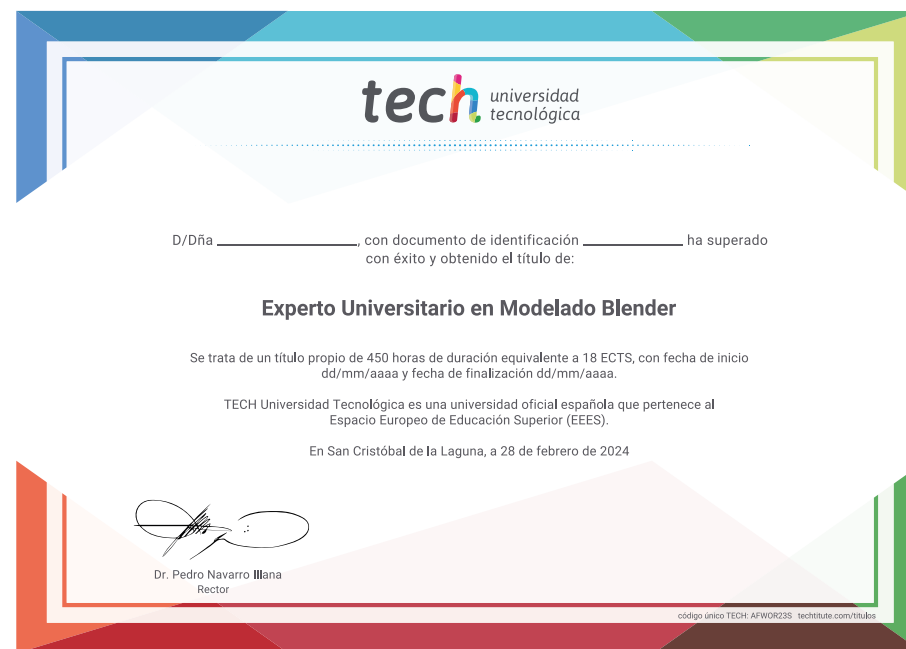 tech universidad
tecnológica
D/Dña ____________________, con documento de identificación ______________ ha superado
con éxito y obtenido el título de:
Experto Universitario en Modelado Blender
Se trata de un título propio de 450 horas de duración equivalente a 18 ECTS, con fecha de inicio
dd/mm/aaaa y fecha de finalización dd/mm/aaaa.
TECH Universidad Tecnológica es una universidad oficial española que pertenece al
Espacio Europeo de Educación Superior (EEES).
En San Cristóbal de la Laguna, a 28 de febrero de 2024
Dr. Pedro Navarro Illana
Rector
código único TECH: AFWOR23S techtitute.com/titulos